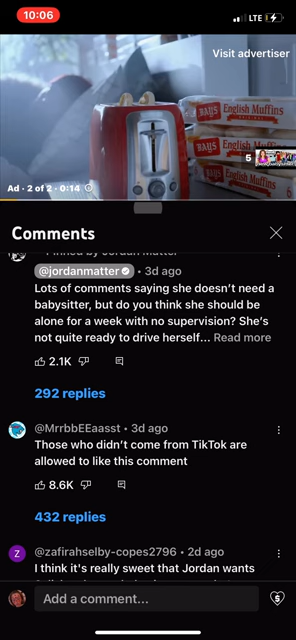 10:06
LTE
Visit advertiser
BAYS English Muffins
BAYS English Muffins
English Muffins
5
6
Ad · 2 of 2 · 0:14
Comments
@jordanmatter · 3d ago
Lots of comments saying she doesn't need a
babysitter, but do you think she should be
alone for a week with no supervision? She's
not quite ready to drive herself... Read more
2.1K
292 replies
@MrrbbEEaasst · 3d ago
Those who didn't come from TikTok are
allowed to like this comment
8.6K
432 replies
Z
@zafirahselby-copes2796 · 2d ago
I think it's really sweet that Jordan wants
Add a comment...